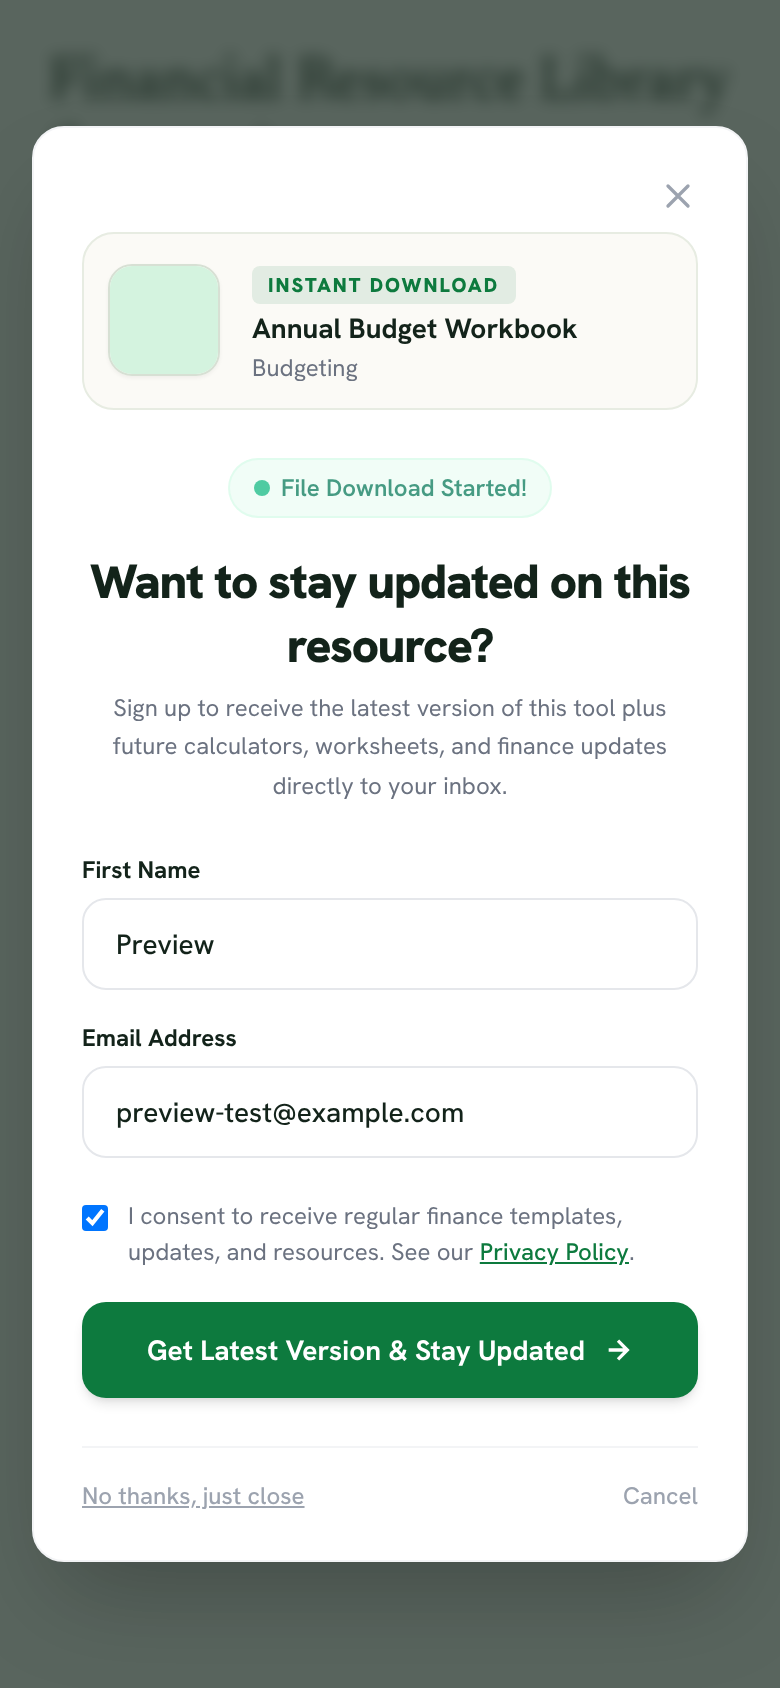 Financial Resource Library
INSTANT DOWNLOAD
Annual Budget Workbook
Budgeting
File Download Started!
Want to stay updated on this
resource?
Sign up to receive the latest version of this tool plus
future calculators, worksheets, and finance updates
directly to your inbox.
First Name
Preview
Email Address
preview-test@example.com
I consent to receive regular finance templates,
updates, and resources. See our Privacy Policy.
Get Latest Version & Stay Updated →
No thanks, just close
Cancel